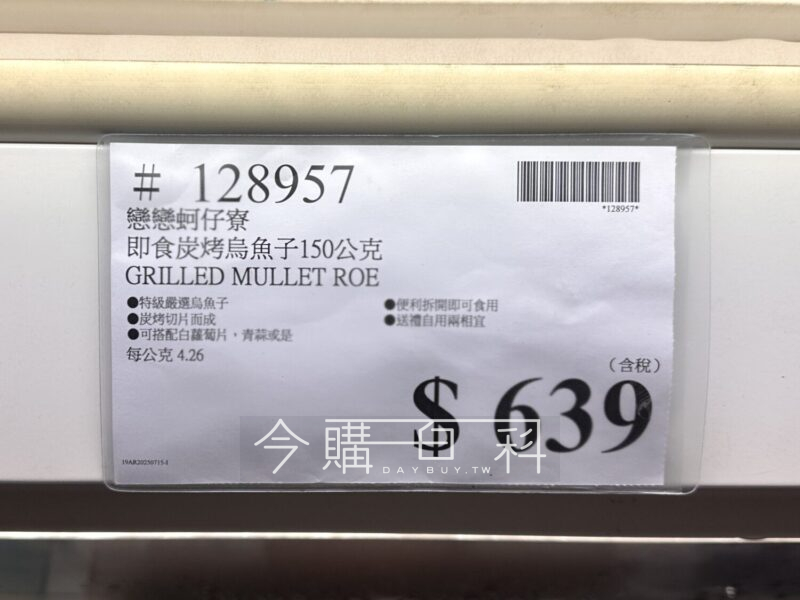 # 128957
*128957*
戀戀蚵仔寮
即食炭烤烏魚子150公克
GRILLED MULLET ROE
●特級嚴選烏魚子
●炭烤切片而成
●可搭配白蘿蔔片，青蒜或是
●便利拆開即可食用
●送禮自用兩相宜
每公克 4.26
（含稅）
$ 639
今購百科
DAYBUY.TW
19AR20250715-1